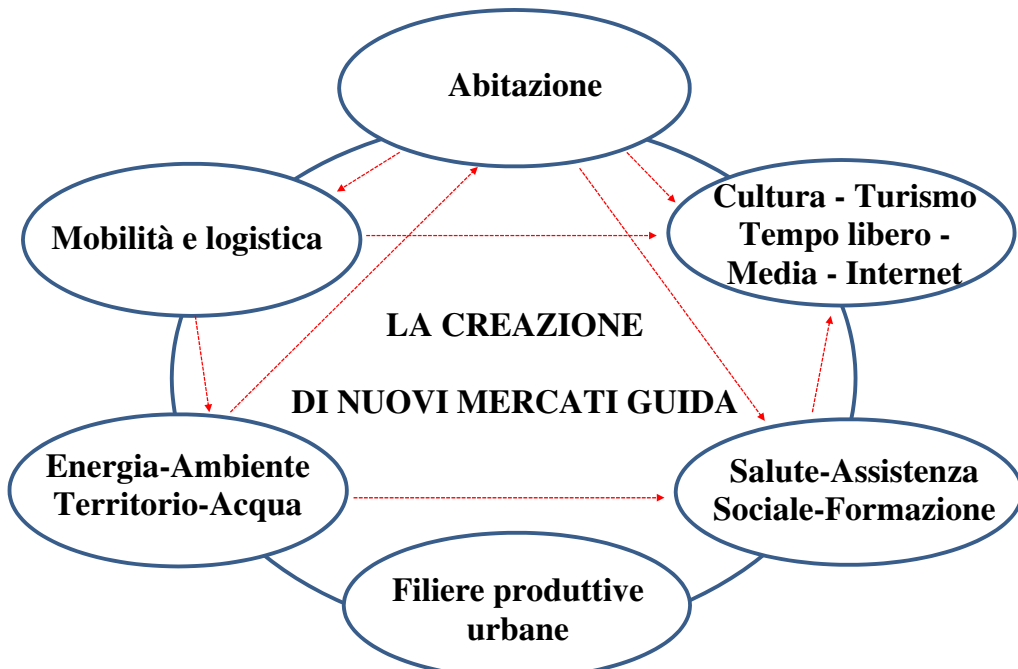 Abitazione
Mobilità e logistica
Cultura - Turismo
Tempo libero -
Media - Internet
LA CREAZIONE
DI NUOVI MERCATI GUIDA
Energia-Ambiente
Territorio-Acqua
Salute-Assistenza
Sociale-Formazione
Filiere produttive
urbane